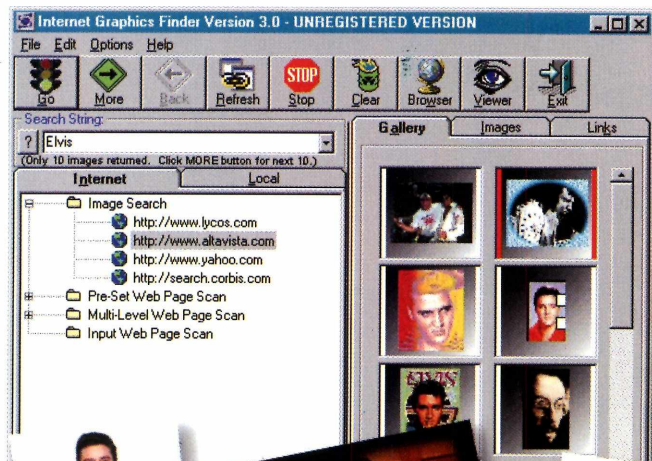 Internet Graphics Finder Version 3.0 - UNREGISTERED VERSION
File Edit Options Help
STOP
Go More Back Refresh Stop Clear Browser Viewer Exit
Search String:
? Elvis
(Only 10 images returned. Click MORE button for next 10.)
Internet Local
Gallery Images Links
Image Search
http://www.lycos.com
http://www.altavista.com
http://www.yahoo.com
http://search.corbis.com
Pre-Set Web Page Scan
Multi-Level Web Page Scan
Input Web Page Scan
ELVIS